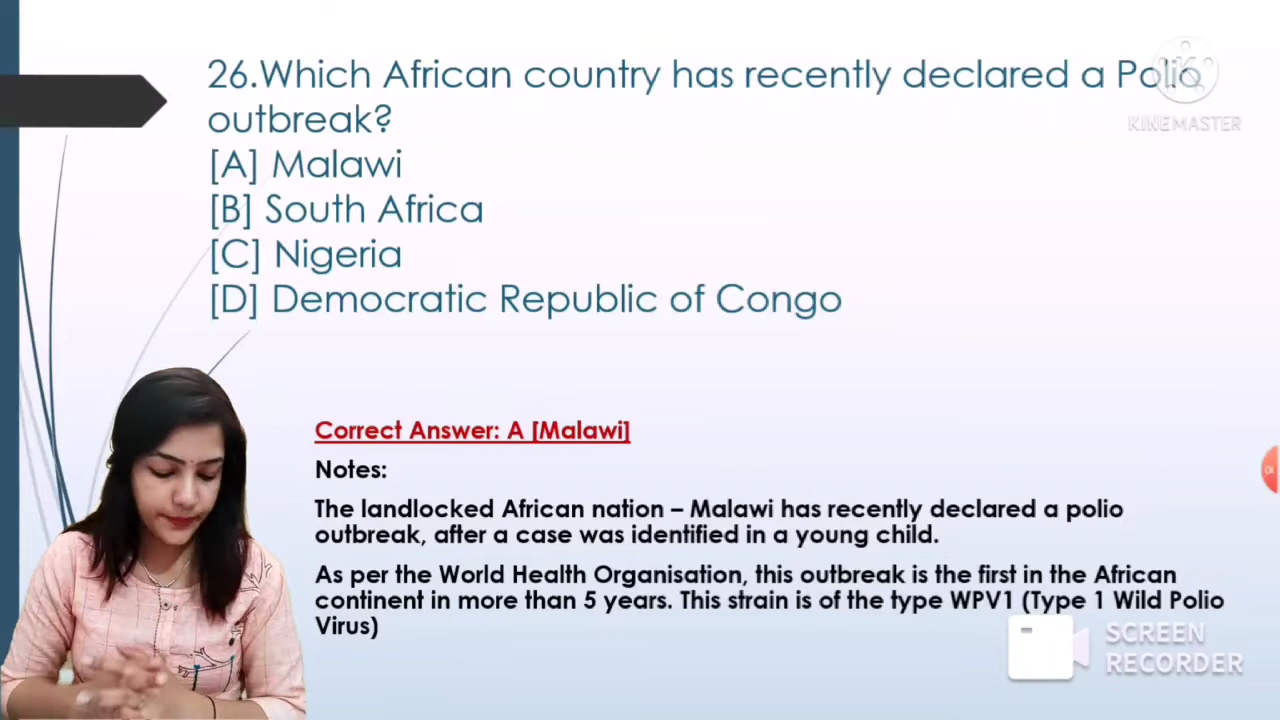 26.Which African country has recently declared a Polio
outbreak?
[A] Malawi
[B] South Africa
[C] Nigeria
[D] Democratic Republic of Congo
KINEMASTER
Correct Answer: A [Malawi]
Notes:
The landlocked African nation – Malawi has recently declared a polio
outbreak, after a case was identified in a young child.
As per the World Health Organisation, this outbreak is the first in the African
continent in more than 5 years. This strain is of the type WPV1 (Type 1 Wild Polio
Virus)
SCREEN
RECORDER